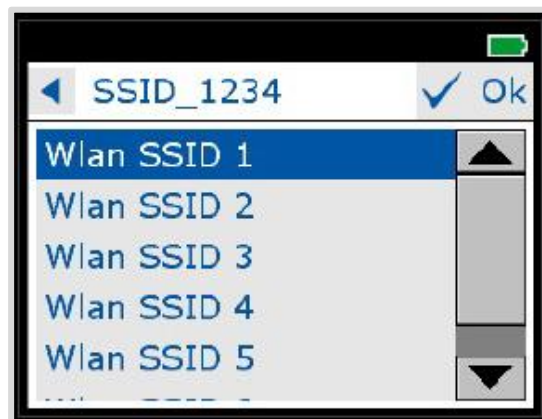 SSID_1234
Ok
Wlan SSID 1
Wlan SSID 2
Wlan SSID 3
Wlan SSID 4
Wlan SSID 5